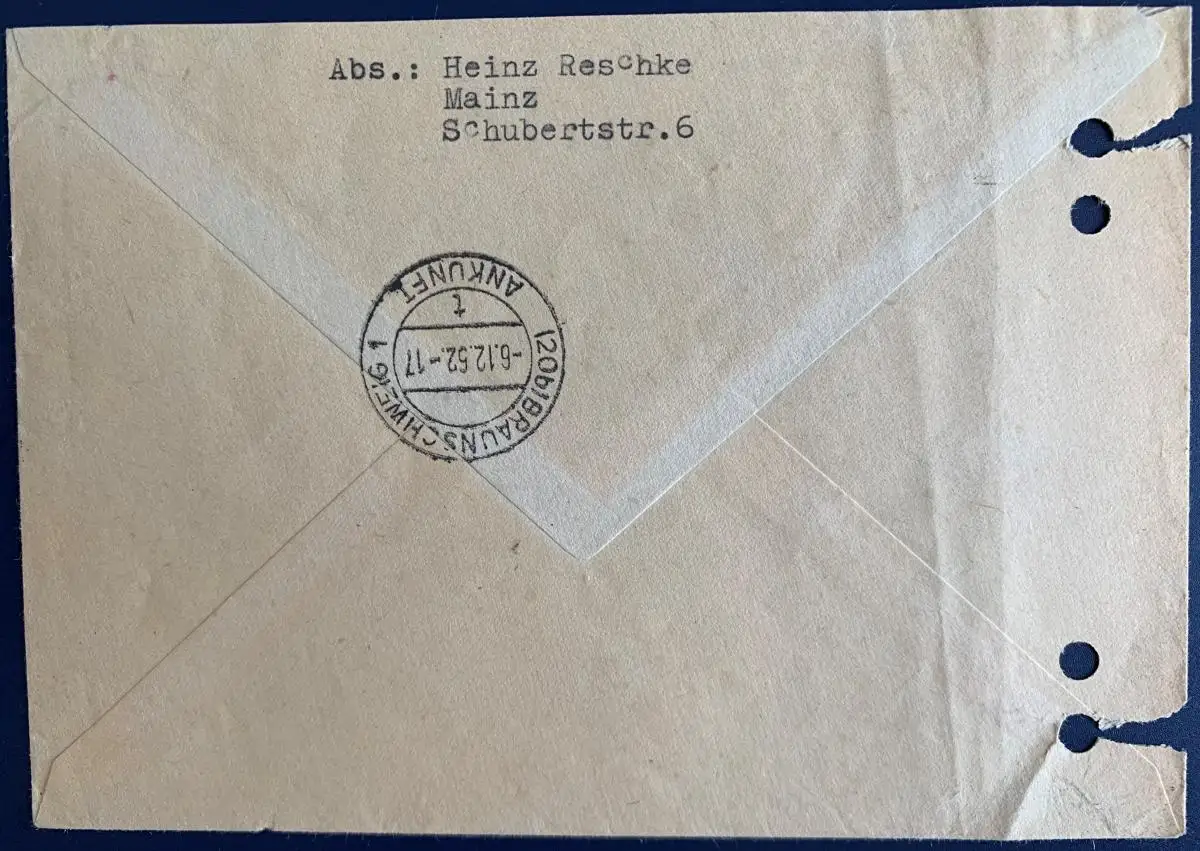 Abs.: Heinz Reschke
Mainz
Schubertstr.6
(20b) BRAUNSCHWEIG 1
-6.12.52.-17
t
ANKUNFT